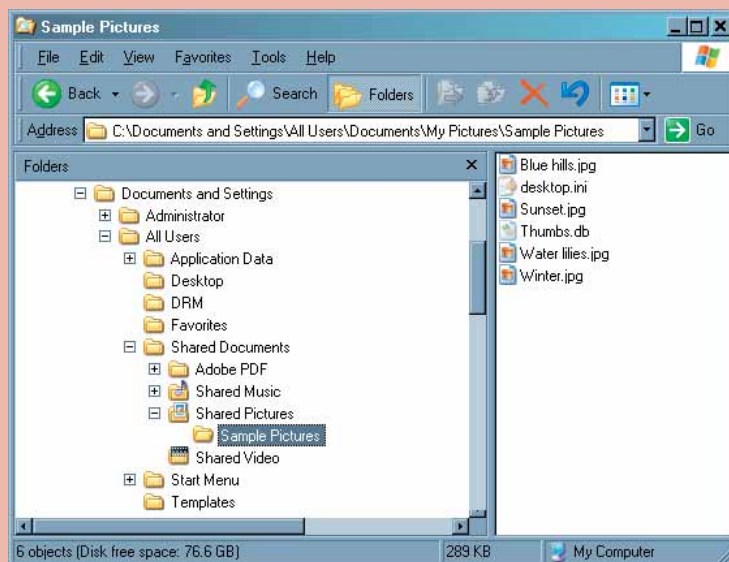 Sample Pictures
File Edit View Favorites Tools Help
Back Search Folders
Address C:\Documents and Settings\All Users\Documents\My Pictures\Sample Pictures Go
Folders
Documents and Settings
Administrator
All Users
Application Data
Desktop
DRM
Favorites
Shared Documents
Adobe PDF
Shared Music
Shared Pictures
Sample Pictures
Shared Video
Start Menu
Templates
Blue hills.jpg
desktop.ini
Sunset.jpg
Thumbs.db
Water lilies.jpg
Winter.jpg
6 objects (Disk free space: 76.6 GB) 289 KB My Computer